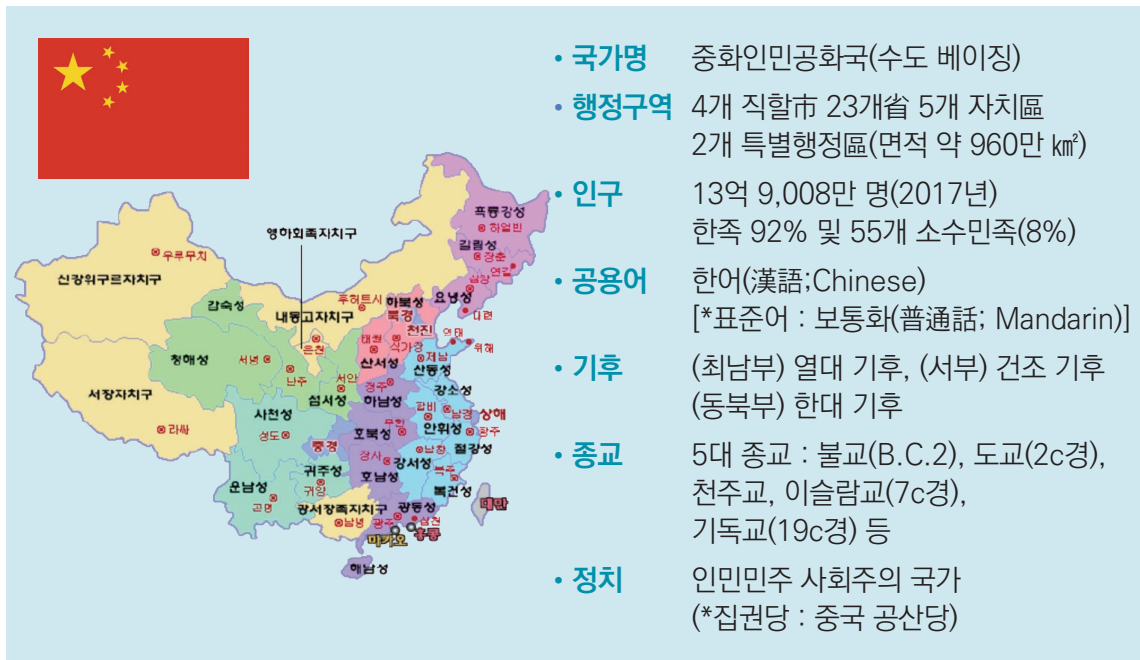 • 국가명 중화인민공화국(수도 베이징)
• 행정구역 4개 직할市 23개省 5개 자치區
2개 특별행정區(면적 약 960만 ㎢)
• 인구 13억 9,008만 명(2017년)
한족 92% 및 55개 소수민족(8%)
• 공용어 한어(漢語;Chinese)
[*표준어 : 보통화(普通話; Mandarin)]
• 기후 (최남부) 열대 기후, (서부) 건조 기후
(동북부) 한대 기후
• 종교 5대 종교 : 불교(B.C.2), 도교(2c경),
천주교, 이슬람교(7c경),
기독교(19c경) 등
• 정치 인민민주 사회주의 국가
(*집권당 : 중국 공산당)
흑룡강성
하얼빈
영하회족자치구
길림성
장춘
우루무치
연길
심양
신강위구르자치구
요녕성
감숙성
후허트시
하북성
내몽고자치구
북경
대련
천진
태원
연태
은천
석가장
위해
청해성
서녕
제남
산서성
산동성
난주
서안
정주
강소성
서장자치구
섬서성
하남성
합비
남경
상해
사천성
무한
안휘성
라싸
성도
호북성
중경
절강성
남창
장사
강서성
귀주성
복주
호남성
운남성
귀양
복건성
곤명
광서장족자치구
광동성
대만
남녕
광주
심천
마카오
홍콩
해남성